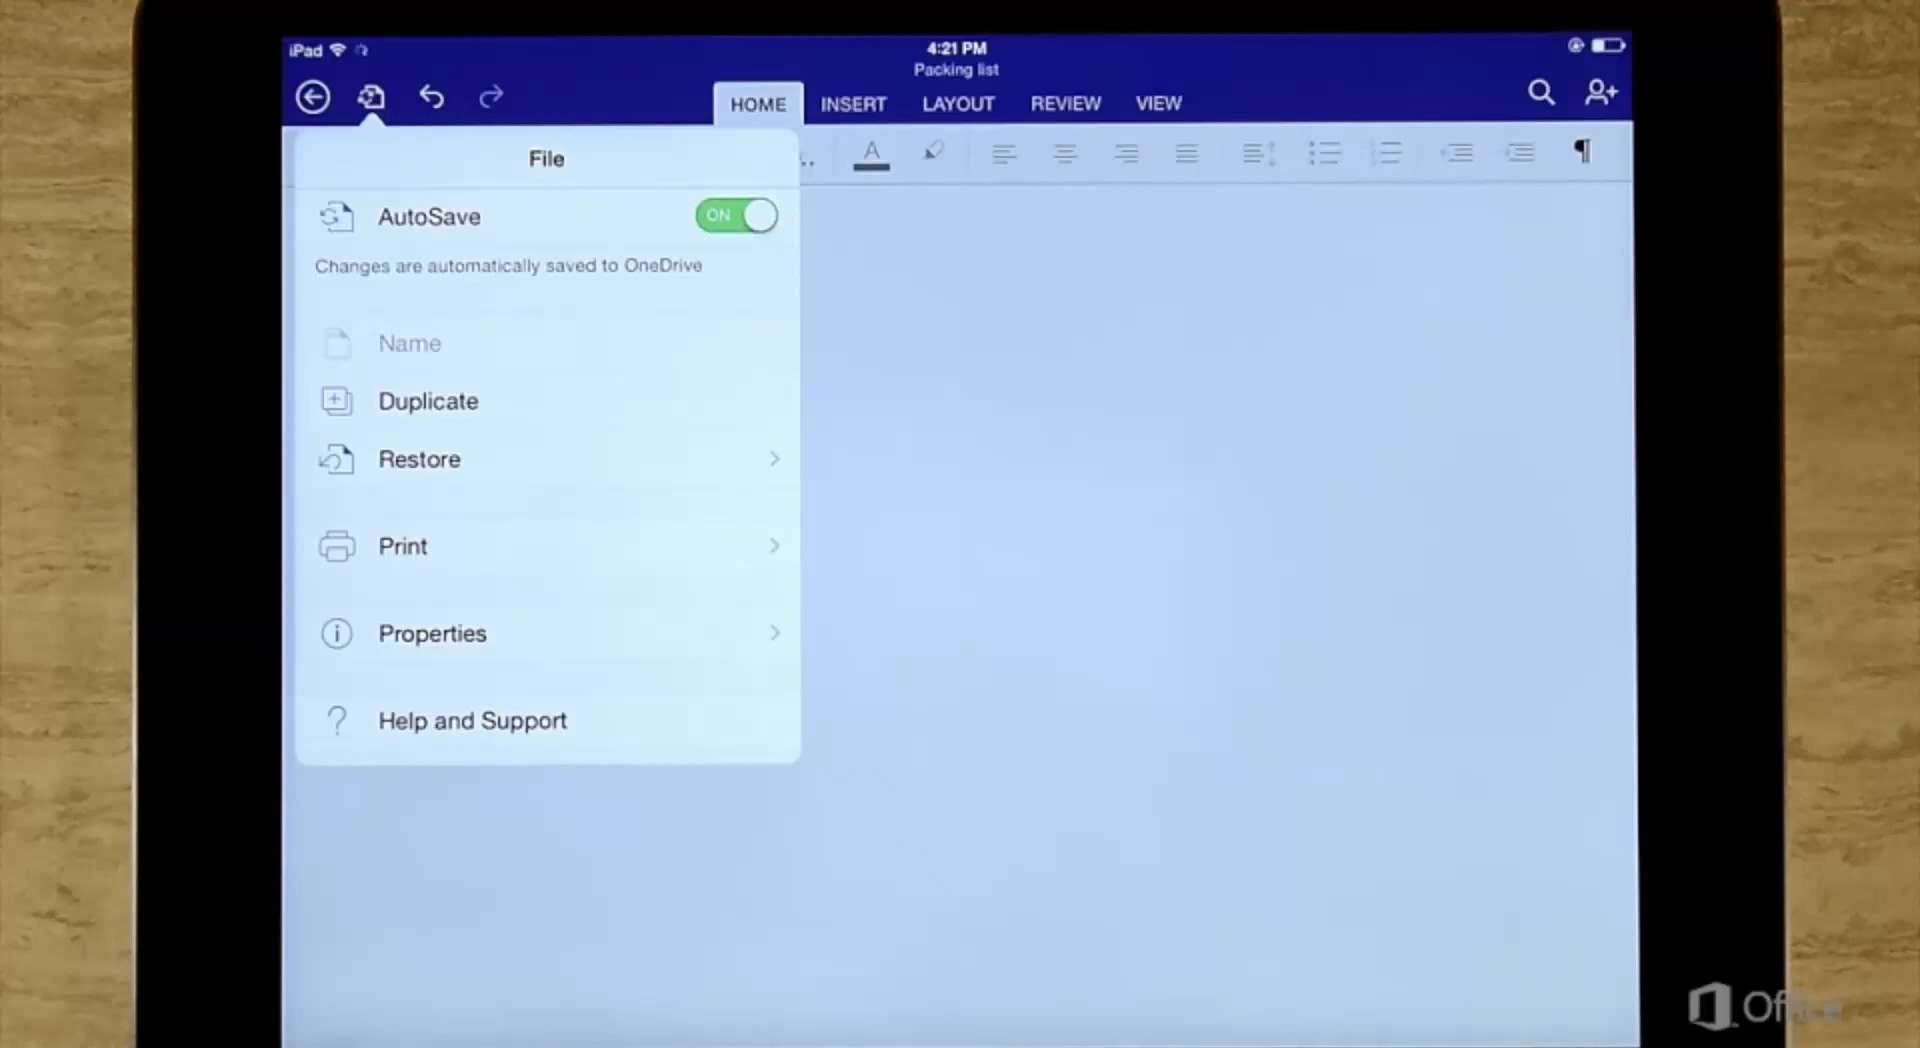 iPad
4:21 PM
Packing list
HOME
INSERT
LAYOUT
REVIEW
VIEW
File
AutoSave
ON
Changes are automatically saved to OneDrive
Name
Duplicate
Restore
Print
Properties
Help and Support
Office